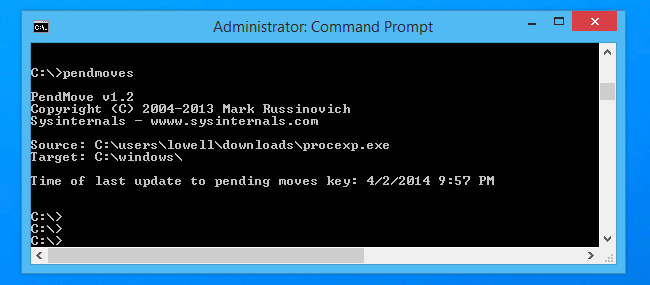 Administrator: Command Prompt
C:\>pendmoves
PendMove v1.2
Copyright (C) 2004-2013 Mark Russinovich
Sysinternals - wwww.sysinternals.com
Source: C:\users\lowell\downloads\procexp.exe
Target: C:\windows\
Time of last update to pending moves key: 4/2/2014 9:57 PM
C:\>
C:\>
C:\>